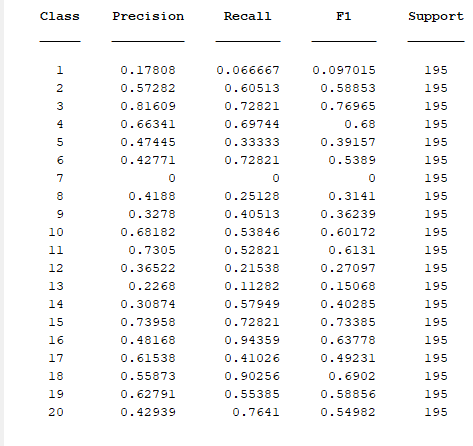 Class Precision Recall F1 Support
1 0.17808 0.066667 0.097015 195
2 0.57282 0.60513 0.58853 195
3 0.81609 0.72821 0.76965 195
4 0.66341 0.69744 0.68 195
5 0.47445 0.33333 0.39157 195
6 0.42771 0.72821 0.5389 195
7 0 0 0 195
8 0.4188 0.25128 0.3141 195
9 0.3278 0.40513 0.36239 195
10 0.68182 0.53846 0.60172 195
11 0.7305 0.52821 0.6131 195
12 0.36522 0.21538 0.27097 195
13 0.2268 0.11282 0.15068 195
14 0.30874 0.57949 0.40285 195
15 0.73958 0.72821 0.73385 195
16 0.48168 0.94359 0.63778 195
17 0.61538 0.41026 0.49231 195
18 0.55873 0.90256 0.6902 195
19 0.62791 0.55385 0.58856 195
20 0.42939 0.7641 0.54982 195